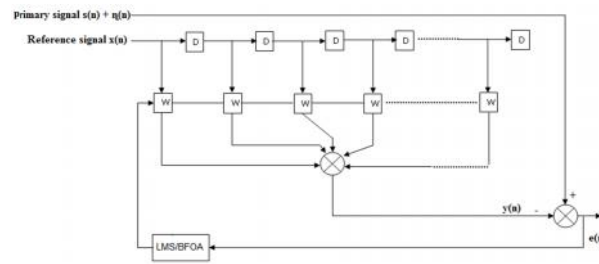 Primary signal s(n) + η(n)
Reference signal x(n)
D D D D D
W W W W W
+
y(n) -
e(
LMS/BFOA